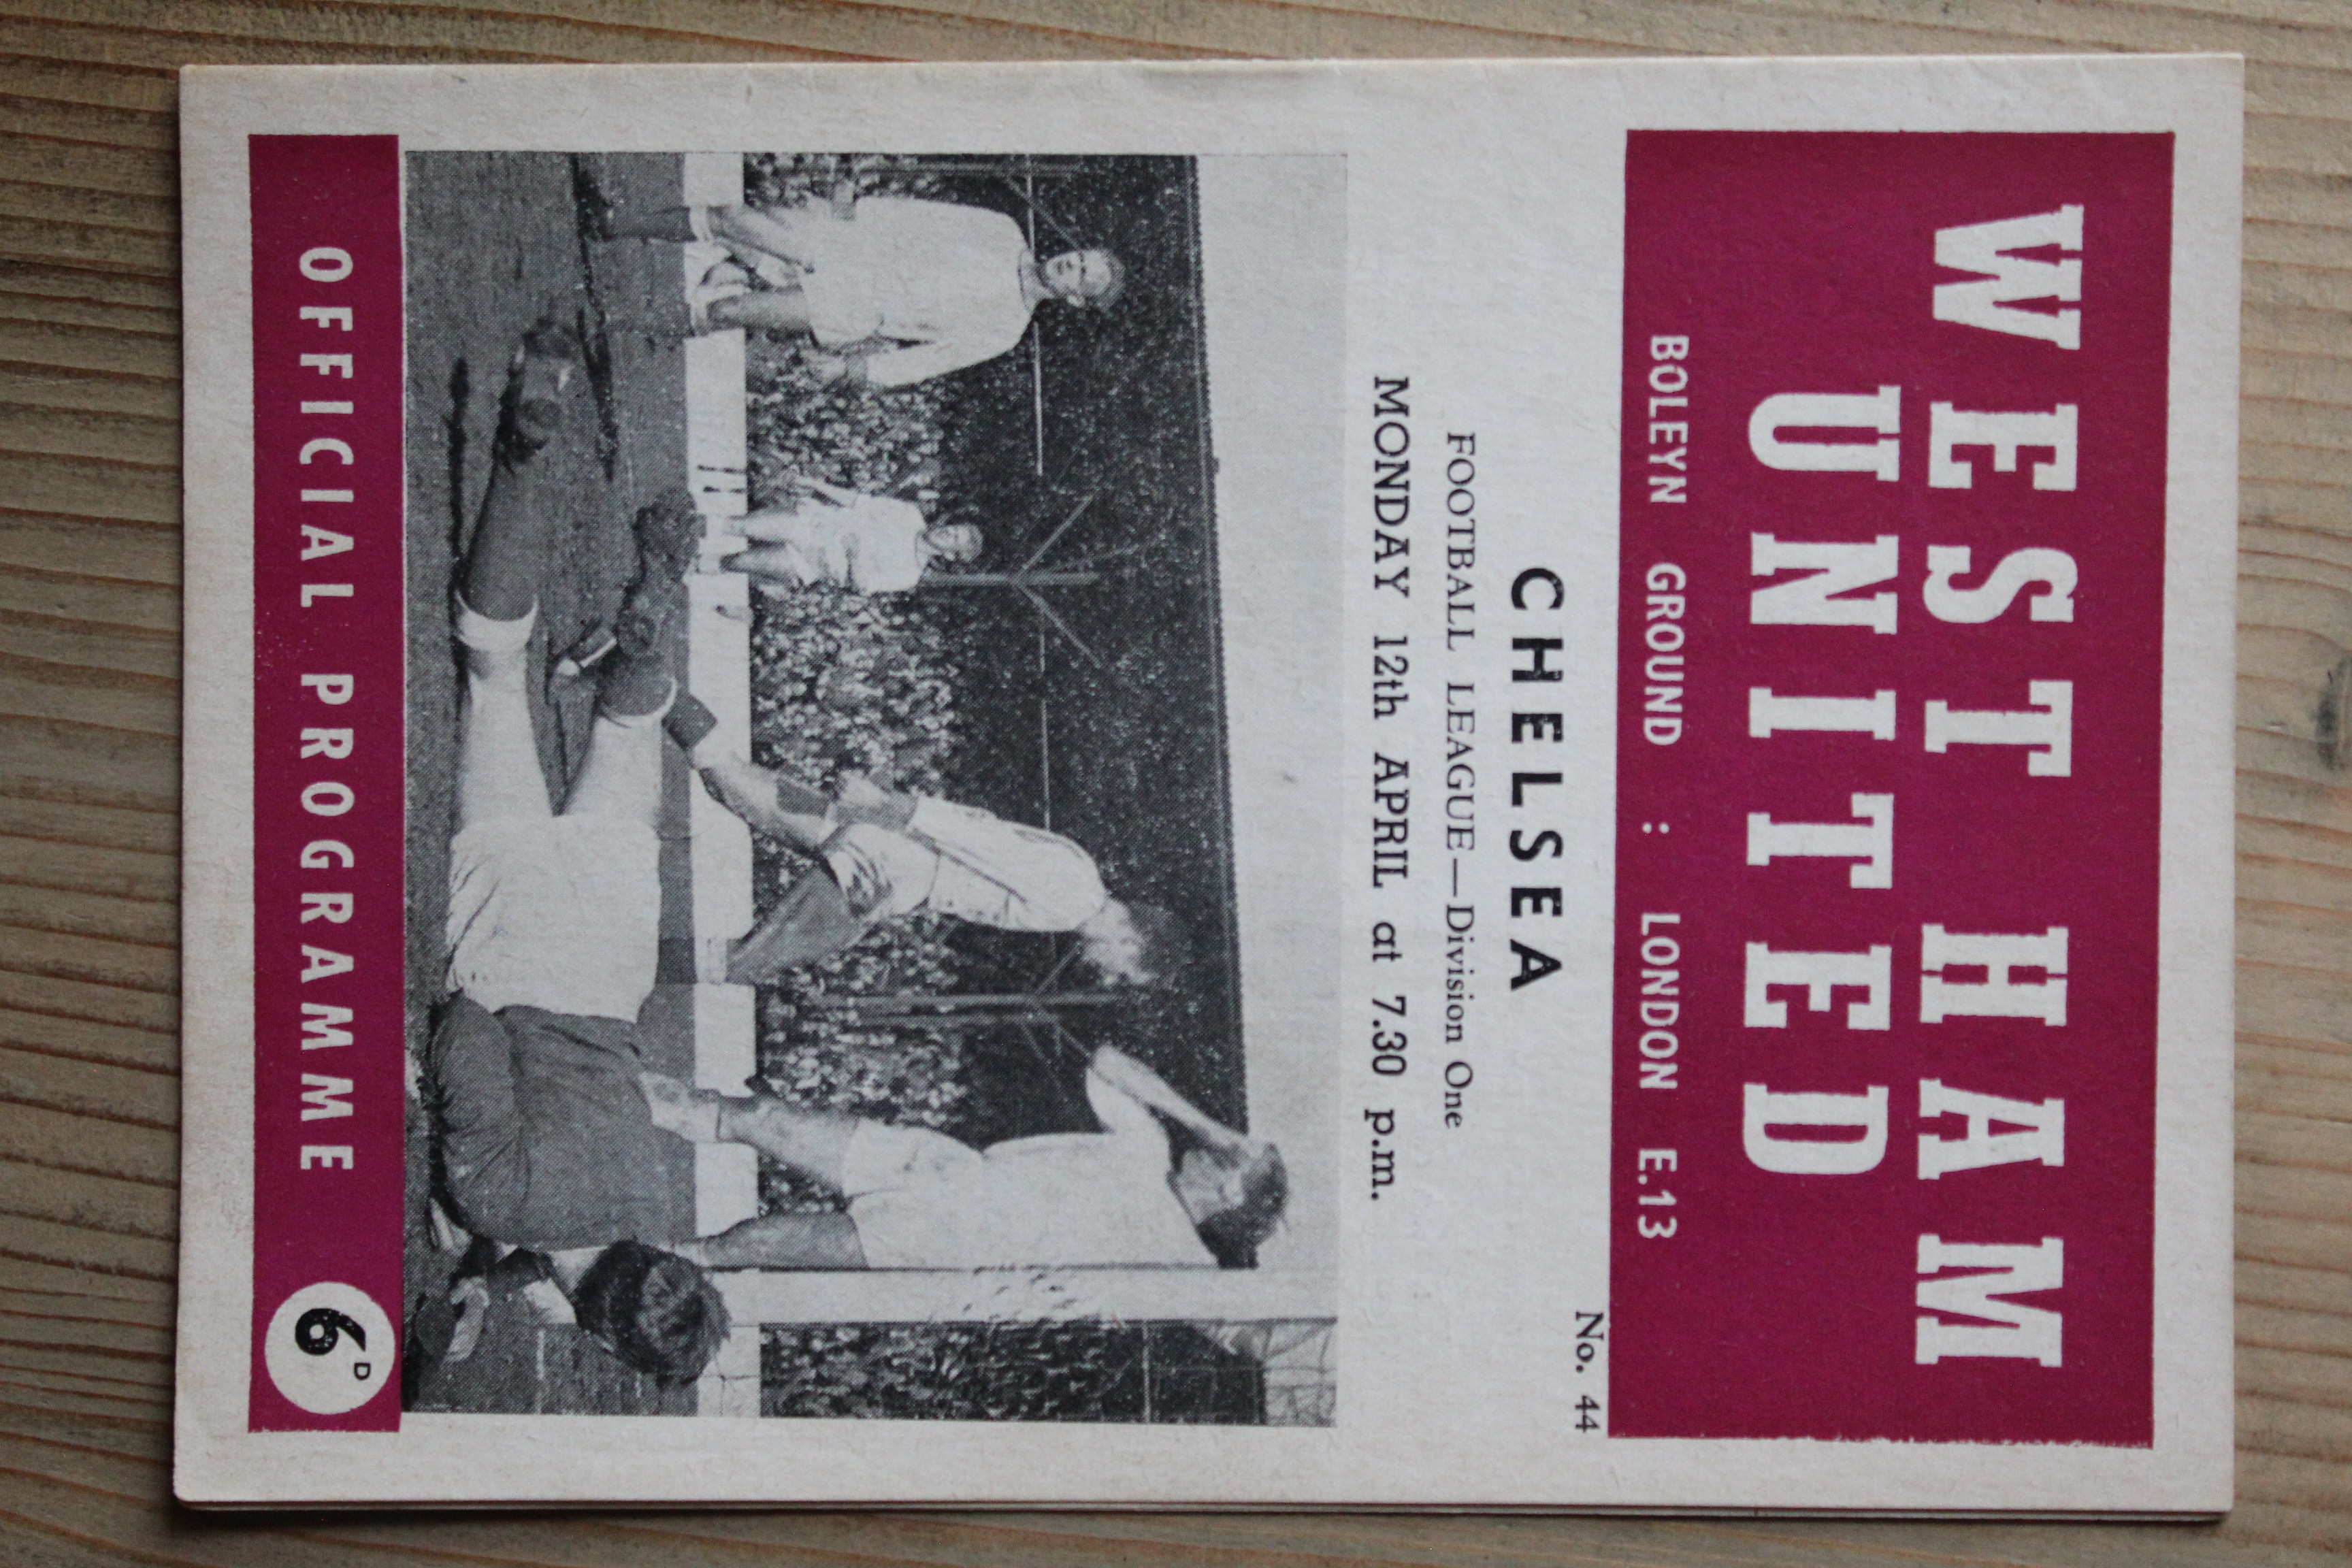 WEST HAM
UNITED
BOLEYN GROUND : LONDON E.13
No. 44
CHELSEA
FOOTBALL LEAGUE—Division One
MONDAY 12th APRIL at 7.30 p.m.
OFFICIAL PROGRAMME 6D